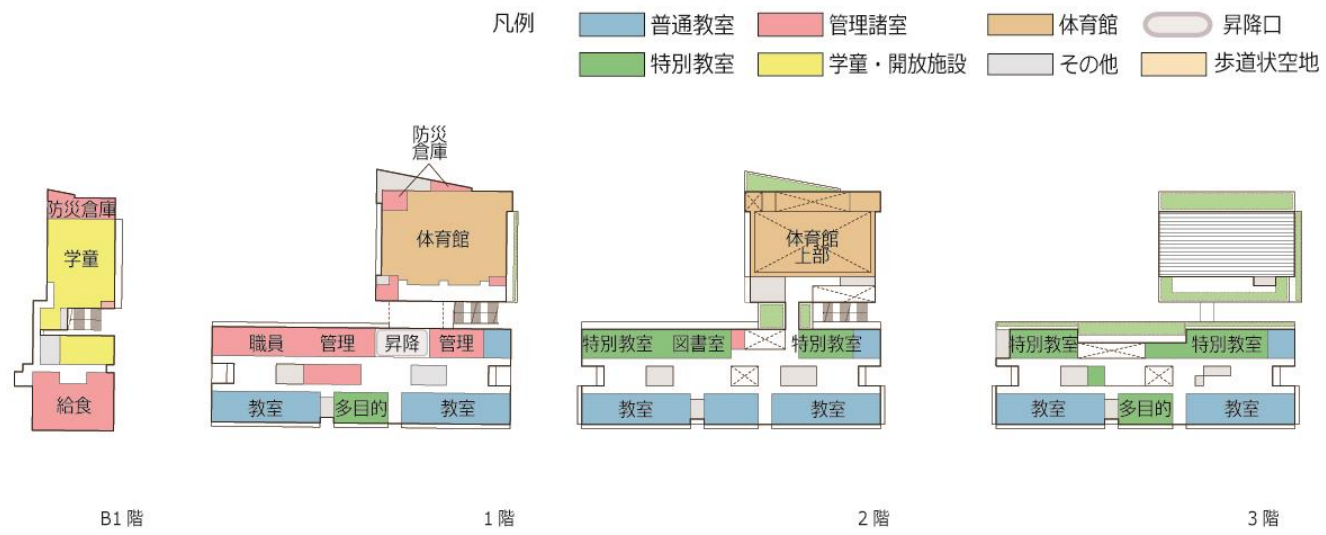 凡例
普通教室
管理諸室
体育館
昇降口
特別教室
学童・開放施設
その他
歩道状空地
防災倉庫
学童
給食
B1 階
防災
倉庫
体育館
職員
管理
昇降
管理
教室
多目的
教室
1 階
体育館
上部
特別教室
図書室
特別教室
教室
教室
2 階
特別教室
特別教室
教室
多目的
教室
3 階